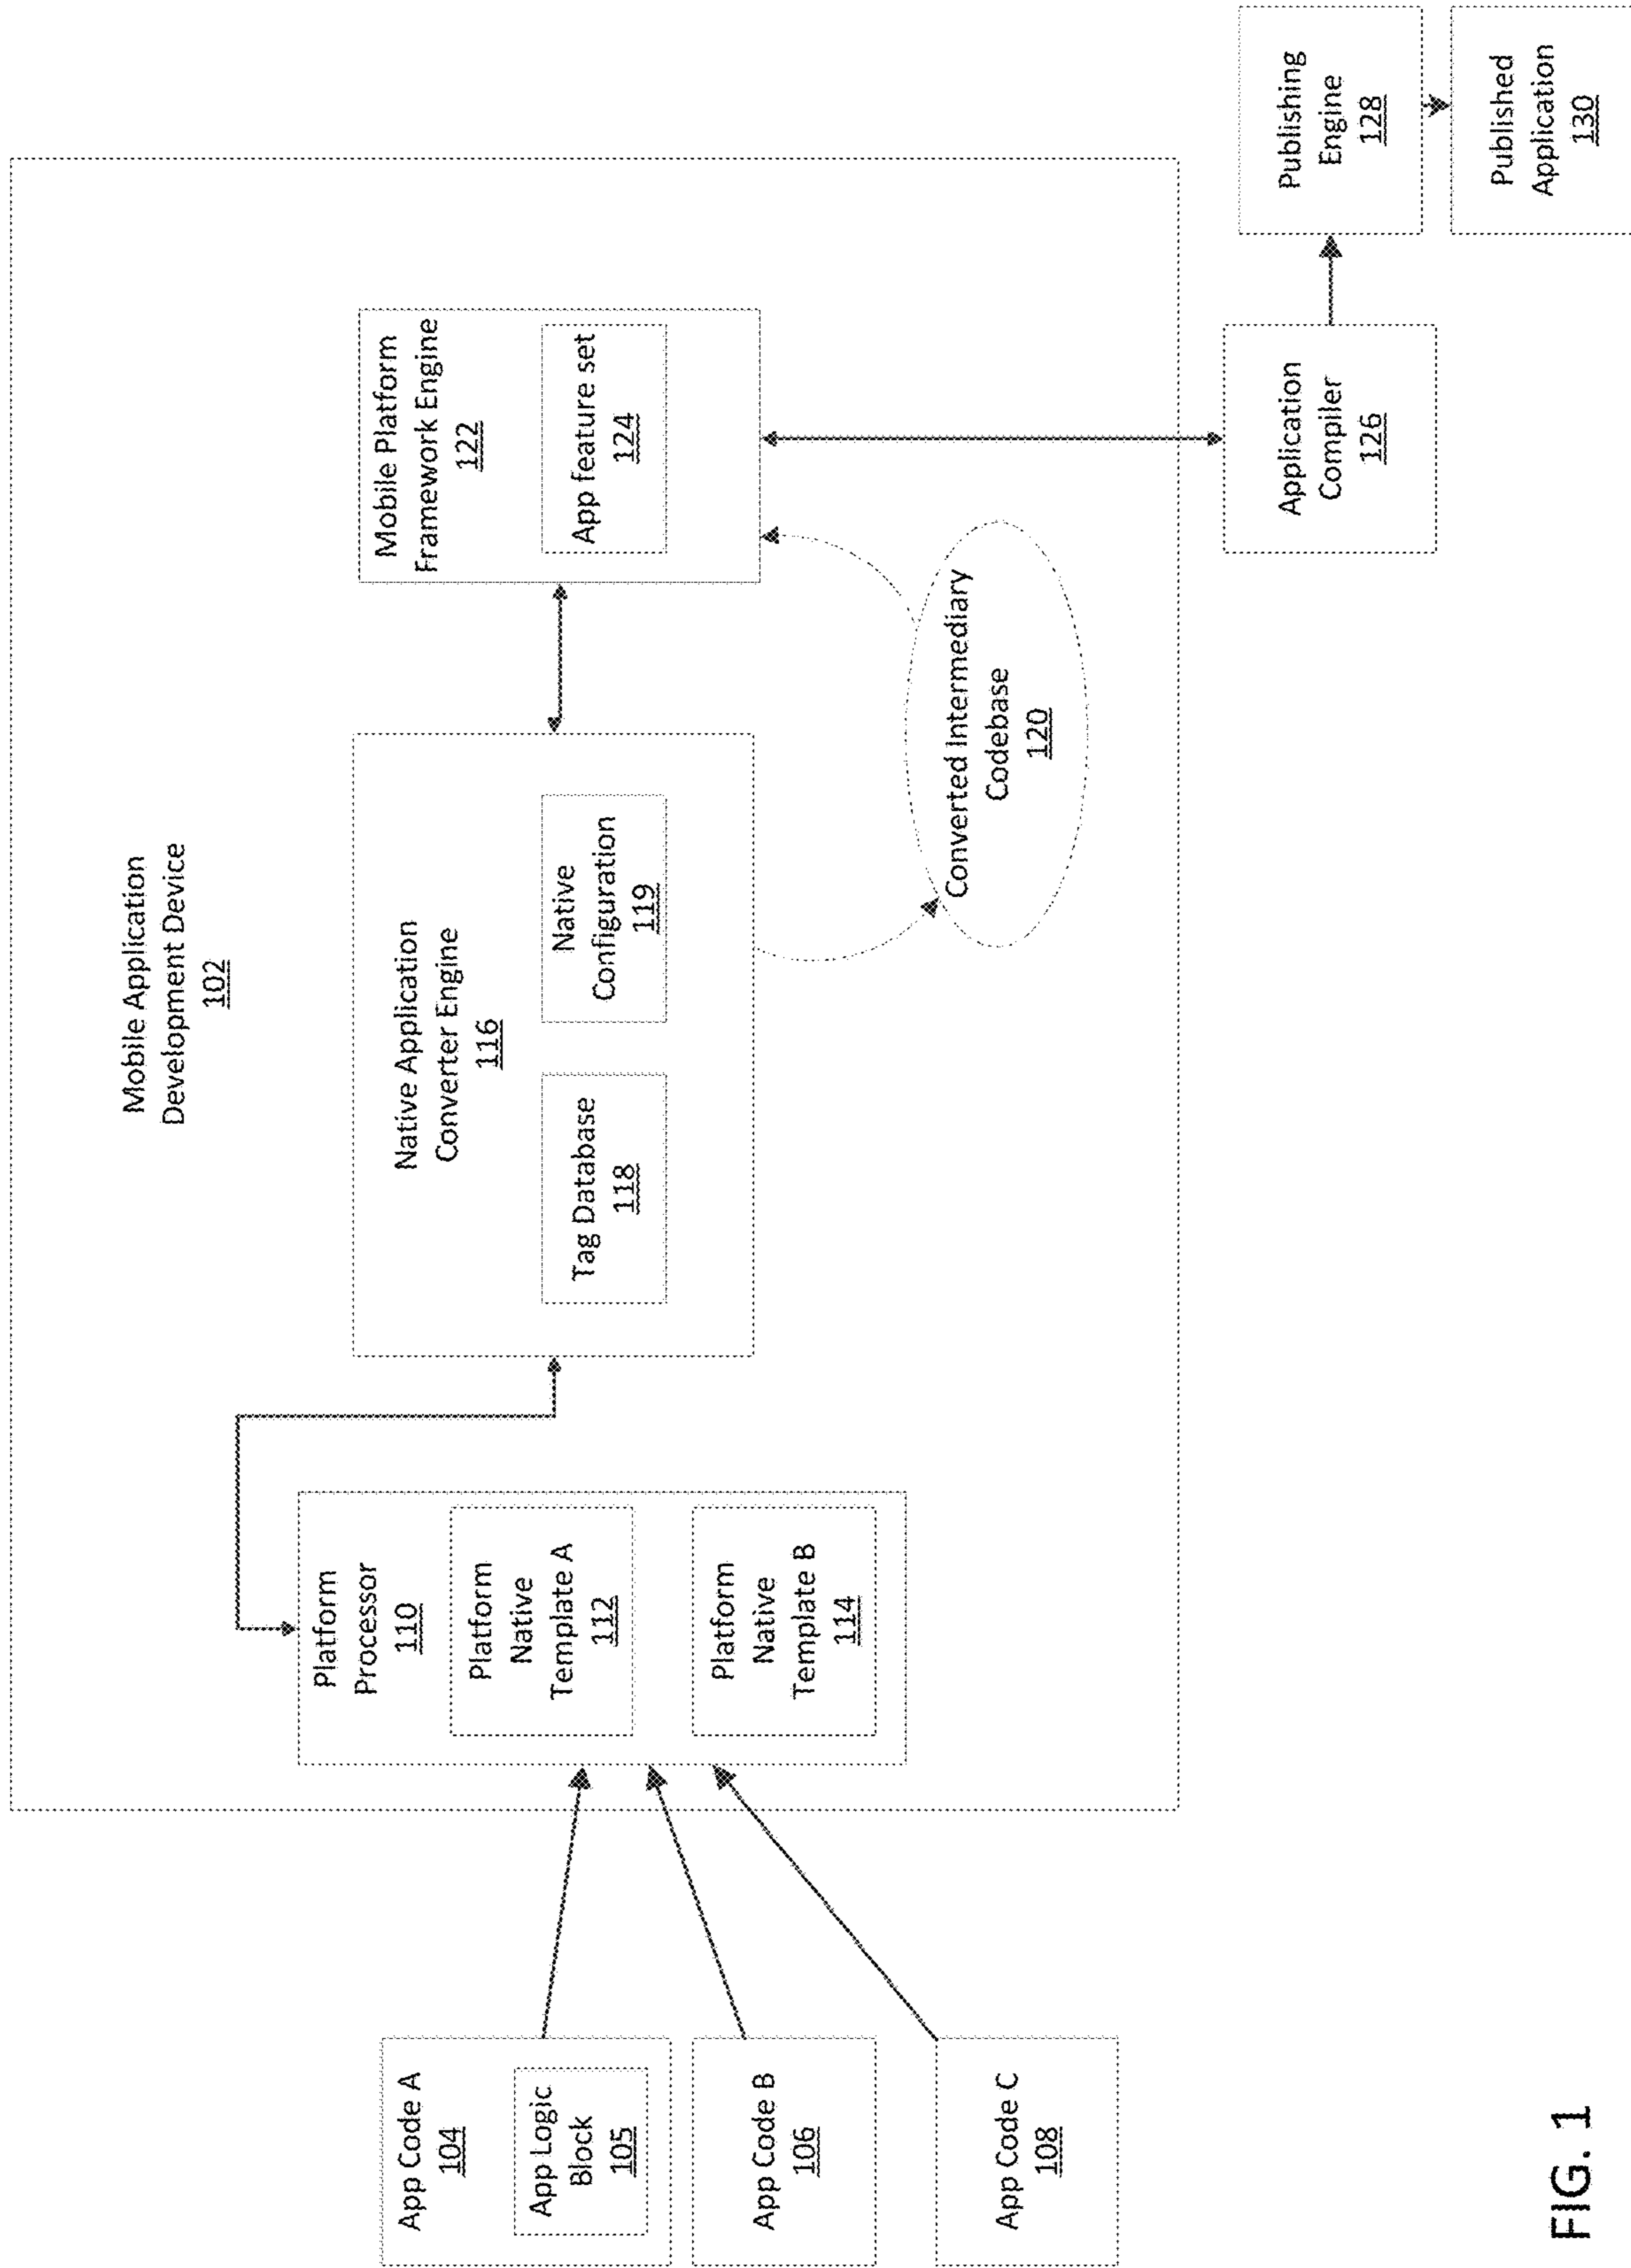 Mobile Application
Development Device
102
App Code A
104
App Logic
Block
105
App Code B
106
App Code C
108
Platform
Processor
110
Platform
Native
Template A
112
Platform
Native
Template B
114
Native Application
Converter Engine
116
Tag Database
118
Native
Configuration
119
Converted Intermediary
Codebase
120
Mobile Platform
Framework Engine
122
App feature set
124
Application
Compiler
126
Publishing
Engine
128
Published
Application
130
FIG. 1